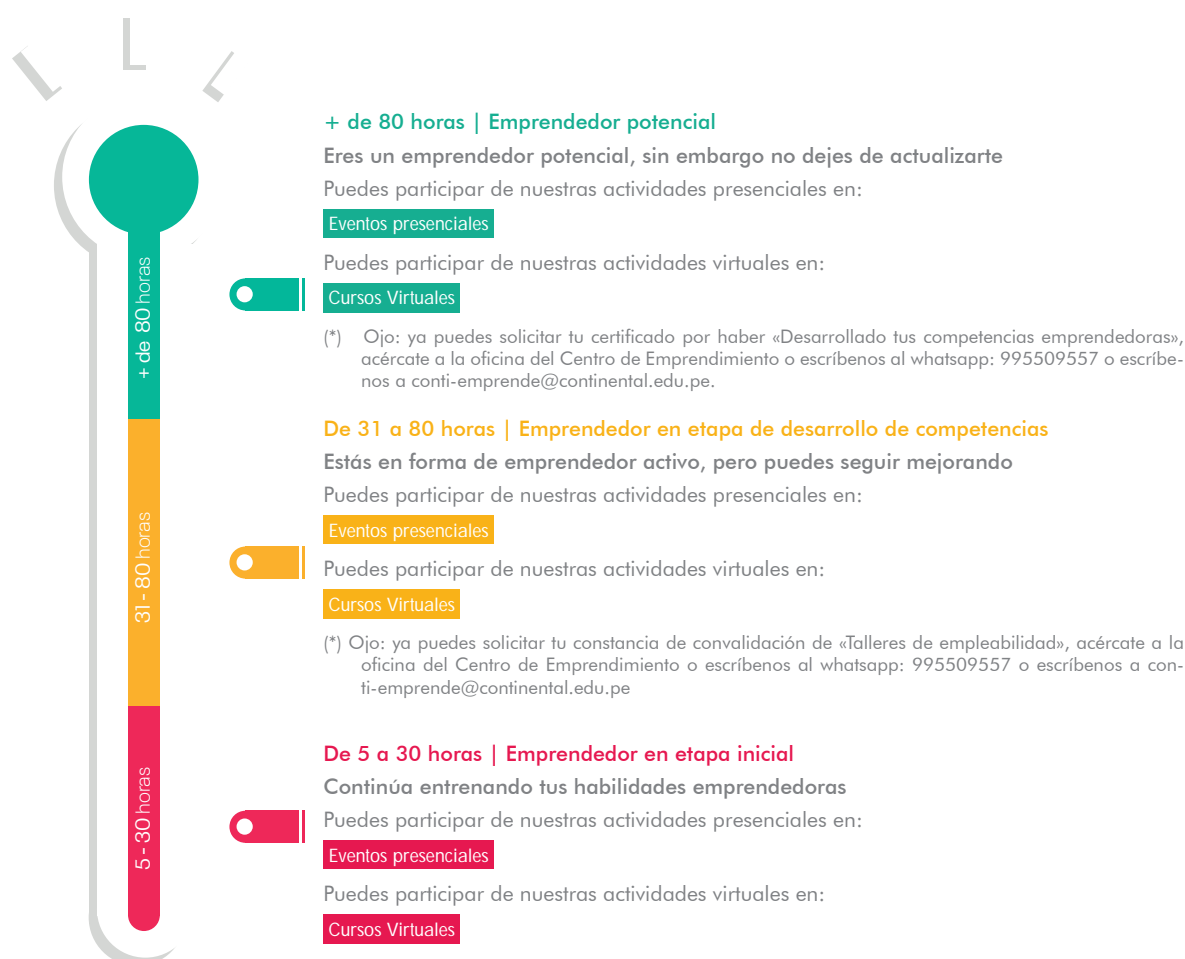 + de 80 horas | Emprendedor potencial
Eres un emprendedor potencial, sin embargo no dejes de actualizarte
Puedes participar de nuestras actividades presenciales en:
Eventos presenciales
Puedes participar de nuestras actividades virtuales en:
Cursos Virtuales
(*) Ojo: ya puedes solicitar tu certificado por haber «Desarrollado tus competencias emprendedoras»,
acércate a la oficina del Centro de Emprendimiento o escríbenos al whatsapp: 995509557 o escríbe-
nos a conti-emprende@continental.edu.pe.
+ de 80 horas
De 31 a 80 horas | Emprendedor en etapa de desarrollo de competencias
Estás en forma de emprendedor activo, pero puedes seguir mejorando
Puedes participar de nuestras actividades presenciales en:
Eventos presenciales
Puedes participar de nuestras actividades virtuales en:
Cursos Virtuales
(*) Ojo: ya puedes solicitar tu constancia de convalidación de «Talleres de empleabilidad», acércate a la
oficina del Centro de Emprendimiento o escríbenos al whatsapp: 995509557 o escríbenos a con-
ti-emprende@continental.edu.pe
31 - 80 horas
De 5 a 30 horas | Emprendedor en etapa inicial
Continúa entrenando tus habilidades emprendedoras
Puedes participar de nuestras actividades presenciales en:
Eventos presenciales
Puedes participar de nuestras actividades virtuales en:
Cursos Virtuales
5 - 30 horas